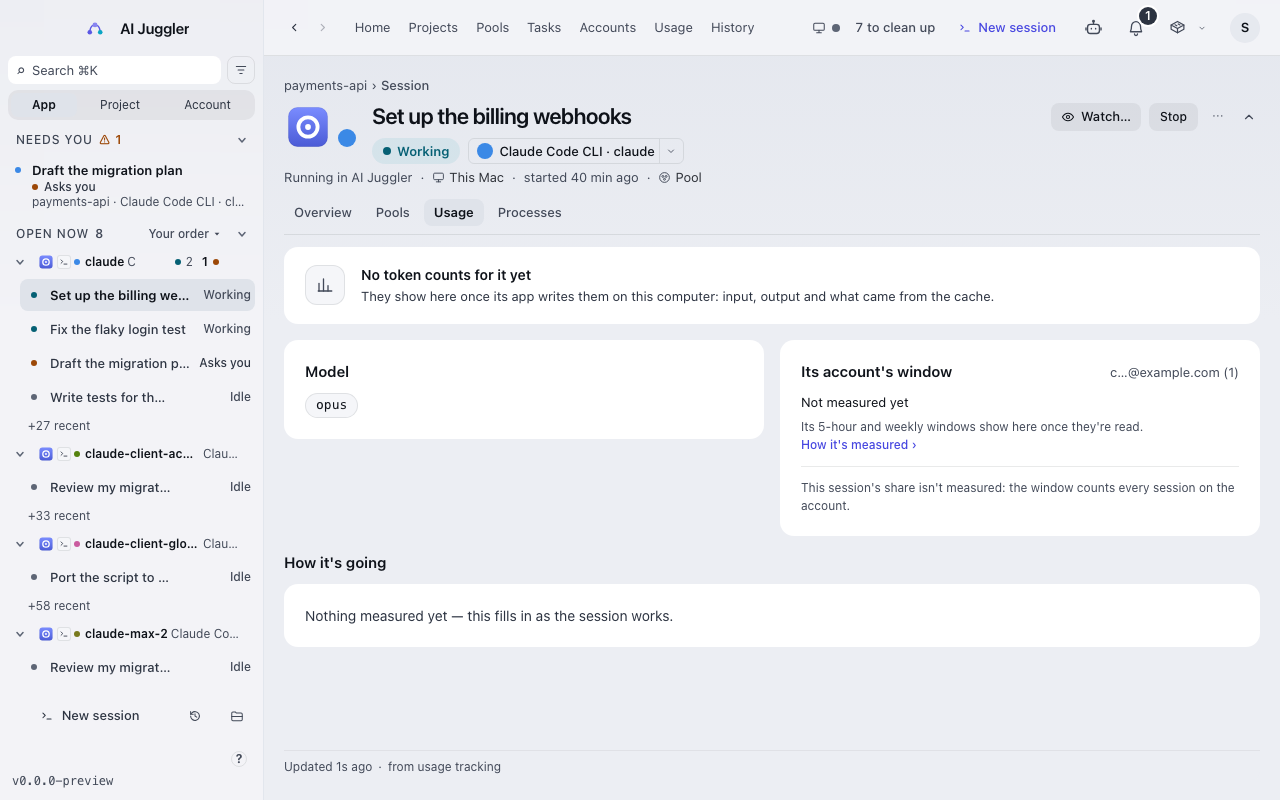 AI Juggler
Search ⌘K
App
Project
Account
NEEDS YOU 1
Draft the migration plan
Asks you
payments-api · Claude Code CLI · cl…
OPEN NOW 8
Your order
claude C
2
1
Set up the billing we… Working
Fix the flaky login test Working
Draft the migration p… Asks you
Write tests for th… Idle
+27 recent
claude-client-ac… Clau…
Review my migrat… Idle
+33 recent
claude-client-glo… Clau…
Port the script to … Idle
+58 recent
claude-max-2 Claude Co…
Review my migrat… Idle
New session
?
v0.0.0-preview
Home
Projects
Pools
Tasks
Accounts
Usage
History
7 to clean up
New session
1
S
payments-api › Session
Set up the billing webhooks
Watch…
Stop
…
Working
Claude Code CLI · claude
Running in AI Juggler · This Mac · started 40 min ago · Pool
Overview
Pools
Usage
Processes
No token counts for it yet
They show here once its app writes them on this computer: input, output and what came from the cache.
Model
opus
Its account's window
c…@example.com (1)
Not measured yet
Its 5-hour and weekly windows show here once they're read.
How it's measured ›
This session's share isn't measured: the window counts every session on the
account.
How it's going
Nothing measured yet — this fills in as the session works.
Updated 1s ago · from usage tracking